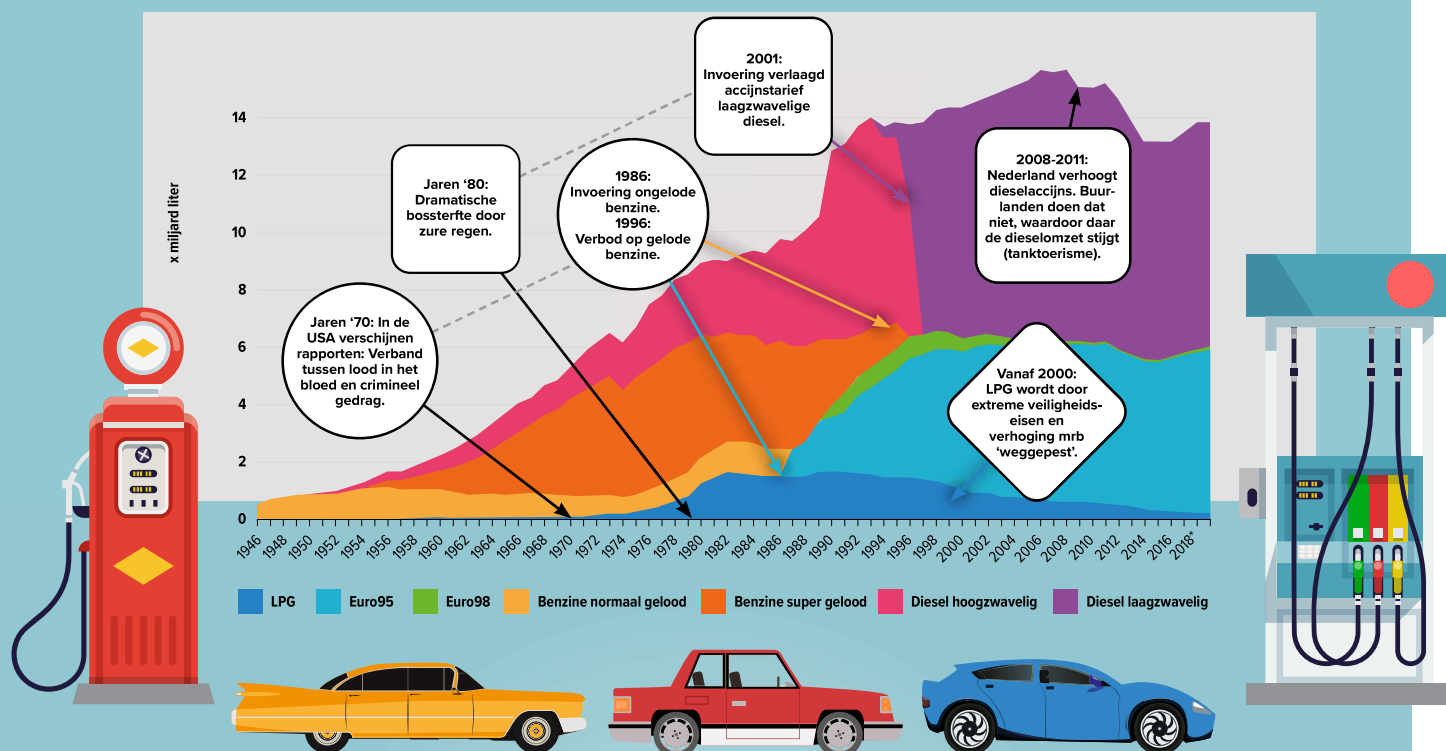 2001:
Invoering verlaagd
accijnstarief
laagzwavelige
diesel.
Jaren ‘80:
Dramatische
bossterfte door
zure regen.
1986:
Invoering ongelode
benzine.
1996:
Verbod op gelode
benzine.
2008-2011:
Nederland verhoogt
dieselaccijns. Buur-
landen doen dat
niet, waardoor daar
de dieselomzet stijgt
(tanktoerisme).
Jaren ‘70: In de
USA verschijnen
rapporten: Verband
tussen lood in het
bloed en crimineel
gedrag.
Vanaf 2000:
LPG wordt door
extreme veiligheids-
eisen en
verhoging mrb
‘weggepest’.
x miljard liter
14
12
10
8
6
4
2
0
1946
1948
1950
1952
1954
1956
1958
1960
1962
1964
1966
1968
1970
1972
1974
1976
1978
1980
1982
1984
1986
1988
1990
1992
1994
1996
1998
2000
2002
2004
2006
2008
2010
2012
2014
2016
2018*
LPG
Euro95
Euro98
Benzine normaal gelood
Benzine super gelood
Diesel hoogzwavelig
Diesel laagzwavelig